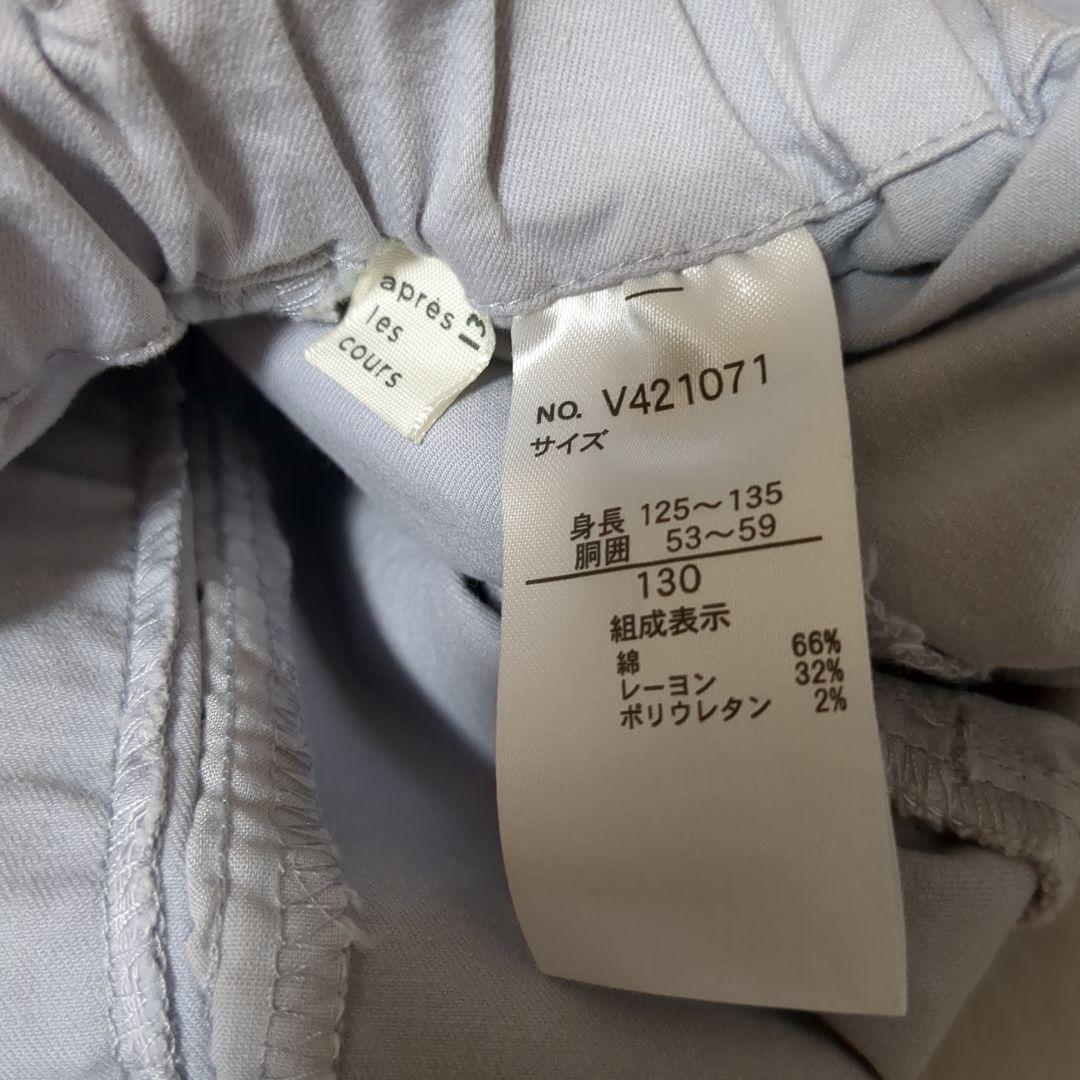 après
les
cours
13
NO. V421071
サイズ
身長 125～135
胴囲 53～59
130
組成表示
綿 66%
レーヨン 32%
ポリウレタン 2%